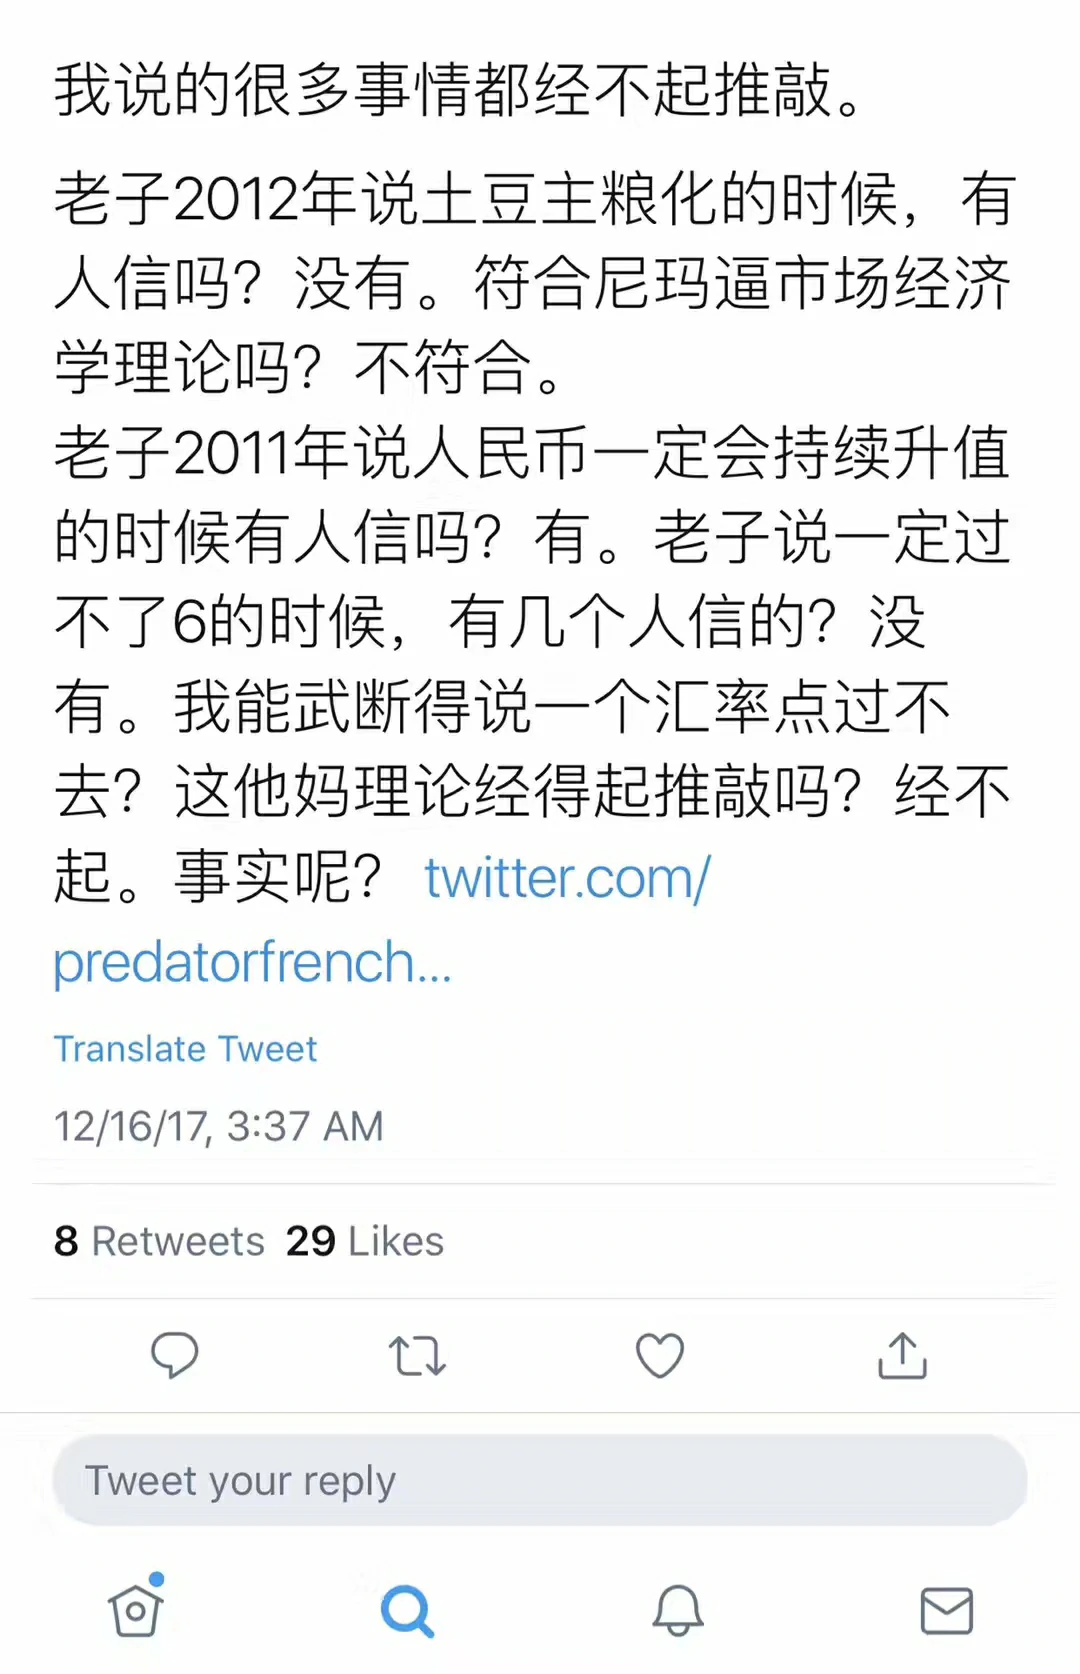 我说的很多事情都经不起推敲。
老子2012年说土豆主粮化的时候，有
人信吗？没有。符合尼玛逼市场经济
学理论吗？不符合。
老子2011年说人民币一定会持续升值
的时候有人信吗？有。老子说一定过
不了6的时候，有几个人信的？没
有。我能武断得说一个汇率点过不
去？这他妈理论经得起推敲吗？经不
起。事实呢？ twitter.com/
predatorfrench...
Translate Tweet
12/16/17, 3:37 AM
8 Retweets 29 Likes
Tweet your reply